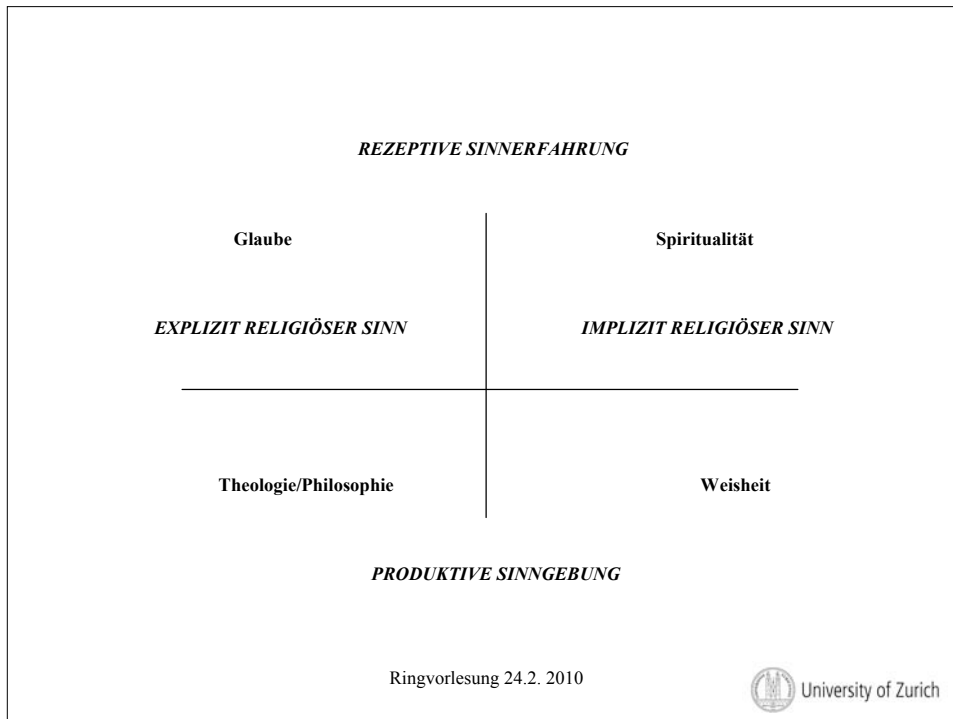 REZEPTIVE SINNERFAHRUNG
Glaube
Spiritualität
EXPLIZIT RELIGIÖSER SINN
IMPLIZIT RELIGIÖSER SINN
Theologie/Philosophie
Weisheit
PRODUKTIVE SINNGEBUNG
Ringvorlesung 24.2. 2010
University of Zurich